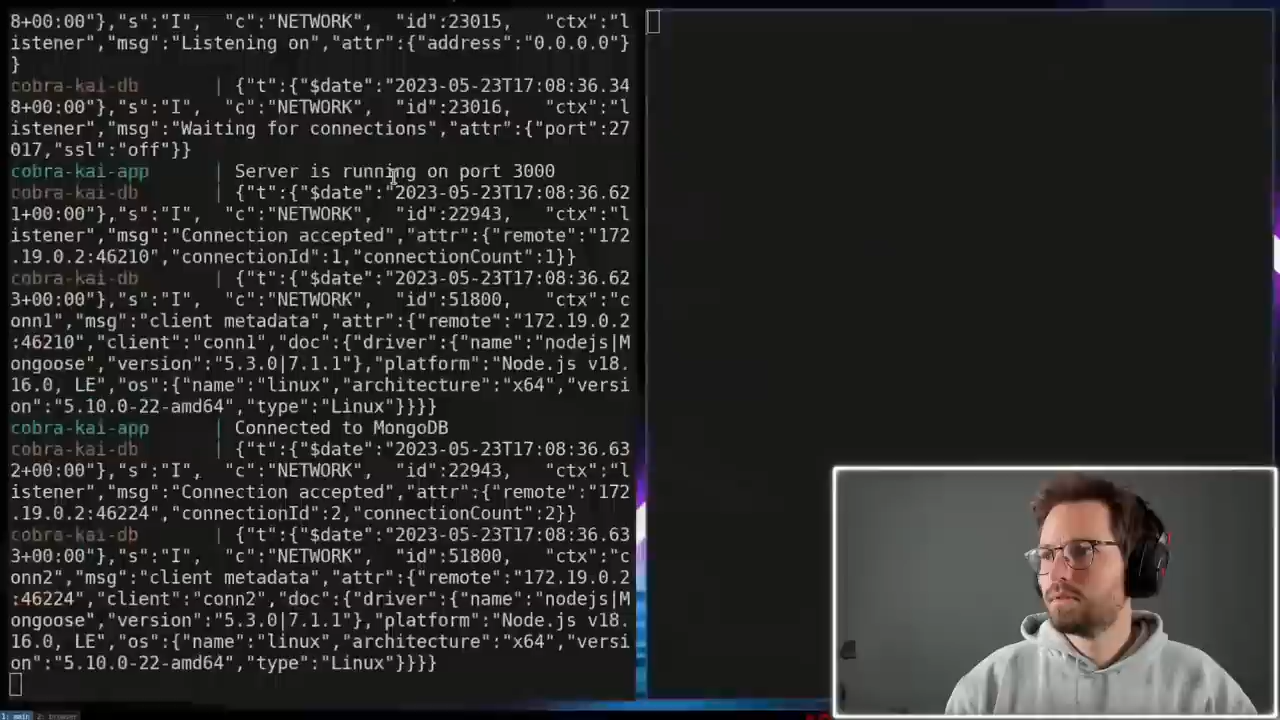 8+00:00"},"s":"I",  "c":"NETWORK",  "id":23015,   "ctx":"l
istener","msg":"Listening on","attr":{"address":"0.0.0.0"}
}
cobra-kai-db       | {"t":{"$date":"2023-05-23T17:08:36.34
8+00:00"},"s":"I",  "c":"NETWORK",  "id":23016,   "ctx":"l
istener","msg":"Waiting for connections","attr":{"port":27
017,"ssl":"off"}}
cobra-kai-app      | Server is running on port 3000
cobra-kai-db       | {"t":{"$date":"2023-05-23T17:08:36.62
1+00:00"},"s":"I",  "c":"NETWORK",  "id":22943,   "ctx":"l
istener","msg":"Connection accepted","attr":{"remote":"172
.19.0.2:46210","connectionId":1,"connectionCount":1}}
cobra-kai-db       | {"t":{"$date":"2023-05-23T17:08:36.62
3+00:00"},"s":"I",  "c":"NETWORK",  "id":51800,   "ctx":"c
onn1","msg":"client metadata","attr":{"remote":"172.19.0.2
:46210","client":"conn1","doc":{"driver":{"name":"nodejs|M
ongoose","version":"5.3.0|7.1.1"},"platform":"Node.js v18.
16.0, LE","os":{"name":"linux","architecture":"x64","versi
on":"5.10.0-22-amd64","type":"Linux"}}}}
cobra-kai-app      | Connected to MongoDB
cobra-kai-db       | {"t":{"$date":"2023-05-23T17:08:36.63
2+00:00"},"s":"I",  "c":"NETWORK",  "id":22943,   "ctx":"l
istener","msg":"Connection accepted","attr":{"remote":"172
.19.0.2:46224","connectionId":2,"connectionCount":2}}
cobra-kai-db       | {"t":{"$date":"2023-05-23T17:08:36.63
3+00:00"},"s":"I",  "c":"NETWORK",  "id":51800,   "ctx":"c
onn2","msg":"client metadata","attr":{"remote":"172.19.0.2
:46224","client":"conn2","doc":{"driver":{"name":"nodejs|M
ongoose","version":"5.3.0|7.1.1"},"platform":"Node.js v18.
16.0, LE","os":{"name":"linux","architecture":"x64","versi
on":"5.10.0-22-amd64","type":"Linux"}}}}
1: main 2: browser